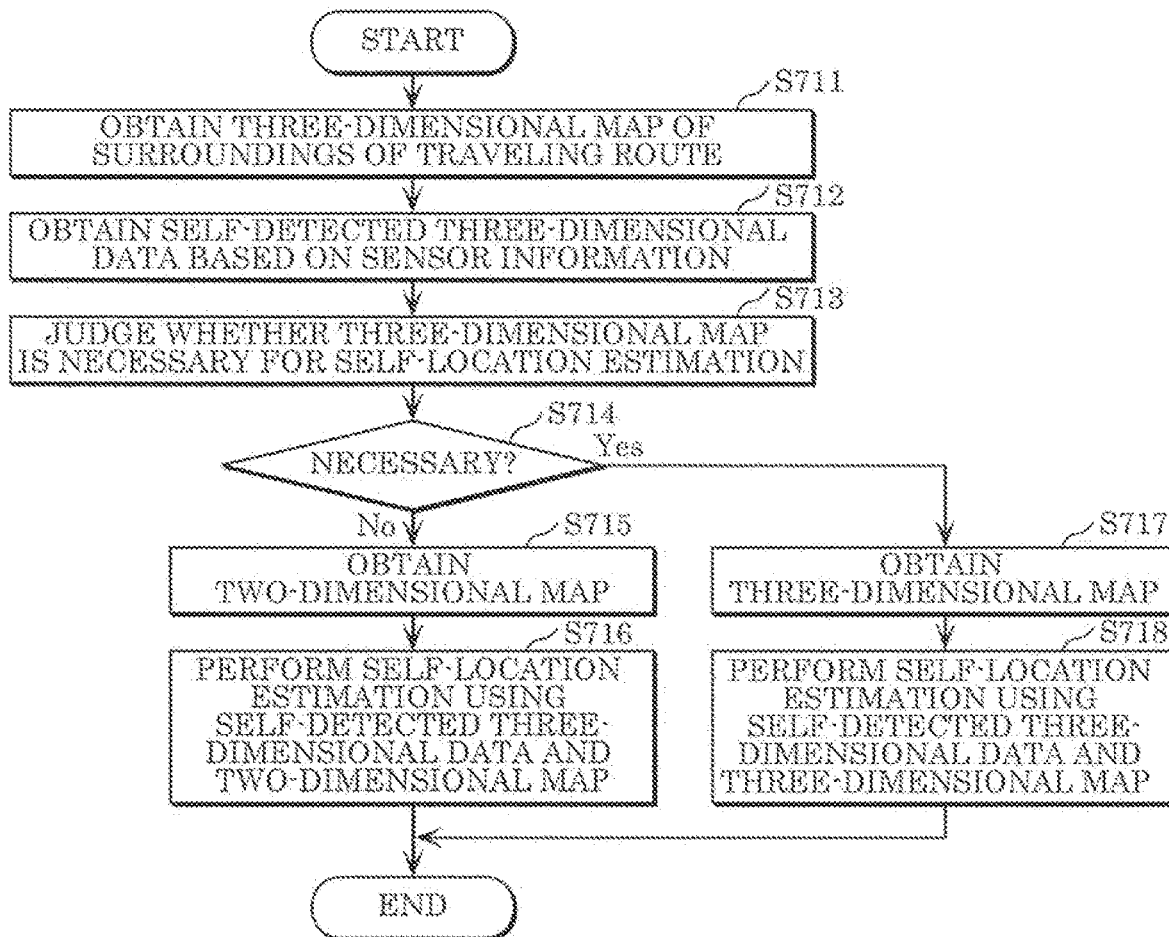 START
S711
OBTAIN THREE-DIMENSIONAL MAP OF
SURROUNDINGS OF TRAVELING ROUTE
S712
OBTAIN SELF-DETECTED THREE-DIMENSIONAL
DATA BASED ON SENSOR INFORMATION
S713
JUDGE WHETHER THREE-DIMENSIONAL MAP
IS NECESSARY FOR SELF-LOCATION ESTIMATION
S714
NECESSARY?
Yes
No
S715
OBTAIN
TWO-DIMENSIONAL MAP
S716
PERFORM SELF-LOCATION
ESTIMATION USING
SELF-DETECTED THREE-
DIMENSIONAL DATA AND
TWO-DIMENSIONAL MAP
S717
OBTAIN
THREE-DIMENSIONAL MAP
S718
PERFORM SELF-LOCATION
ESTIMATION USING
SELF-DETECTED THREE-
DIMENSIONAL DATA AND
THREE-DIMENSIONAL MAP
END